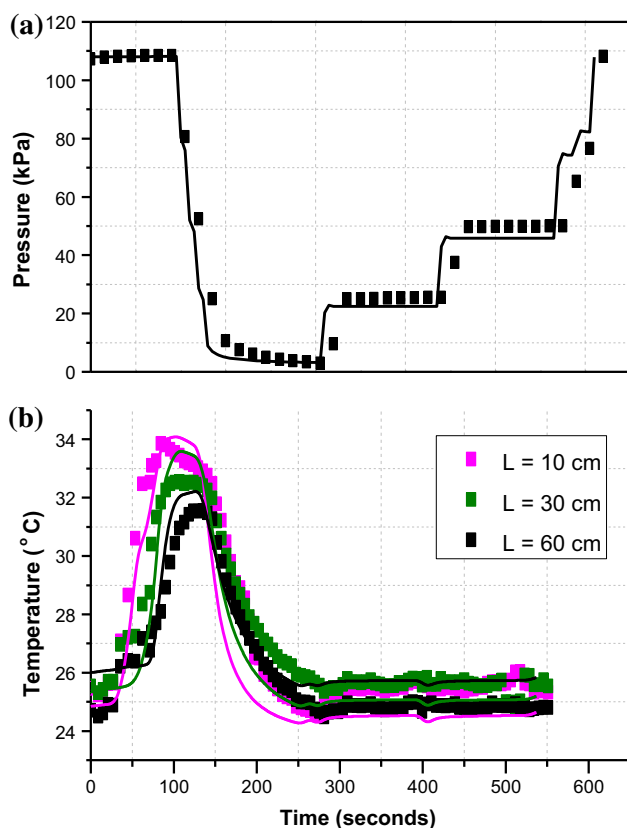 (a)
120
100
80
60
40
20
0
Pressure (kPa)
(b)
34
32
30
28
26
24
Temperature (°C)
L = 10 cm
L = 30 cm
L = 60 cm
0 100 200 300 400 500 600
Time (seconds)